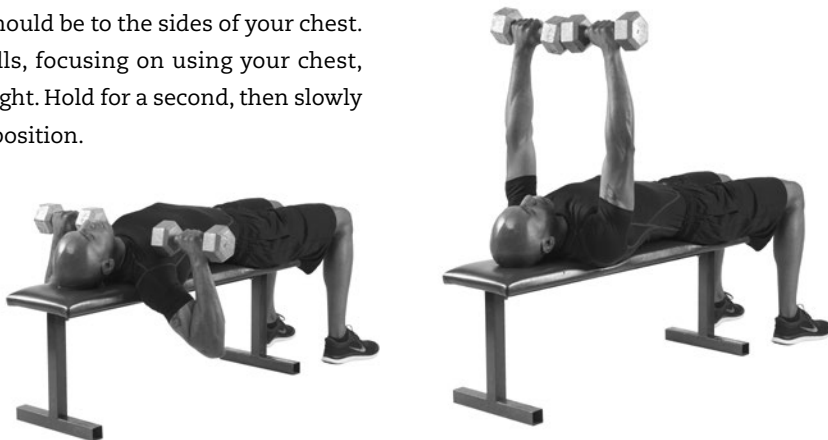 hould be to the sides of your chest.
lls, focusing on using your chest,
ght. Hold for a second, then slowly
position.